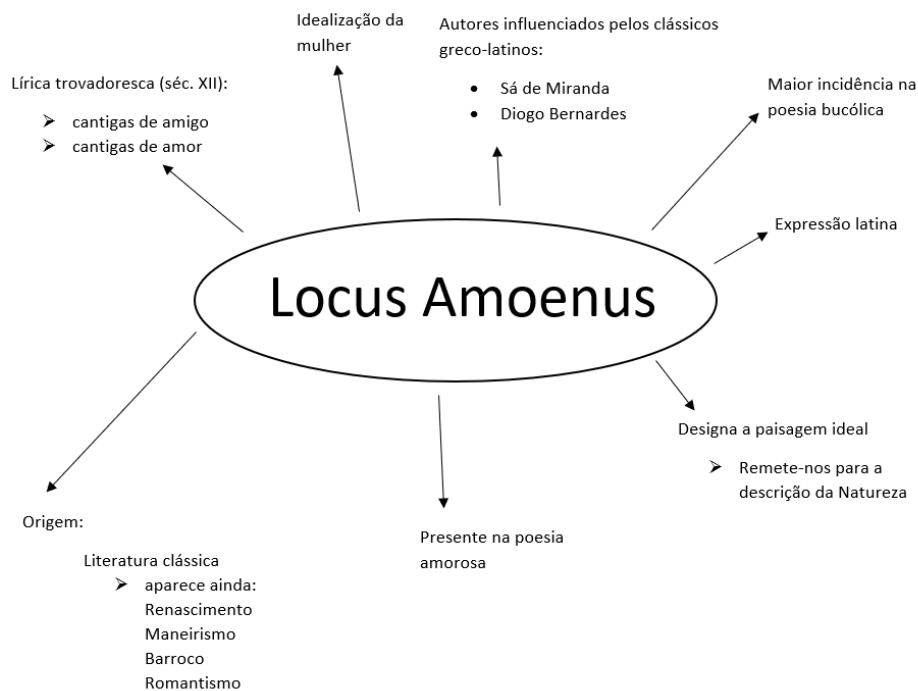 Idealização da
mulher
Autores influenciados pelos clássicos
greco-latinos:
• Sá de Miranda
• Diogo Bernardes
Lírica trovadoresca (séc. XII):
➢ cantigas de amigo
➢ cantigas de amor
Maior incidência na
poesia bucólica
Expressão latina
Locus Amoenus
Designa a paisagem ideal
➢ Remete-nos para a
descrição da Natureza
Origem:
Literatura clássica
➢ aparece ainda:
Renascimento
Maneirismo
Barroco
Romantismo
Presente na poesia
amorosa